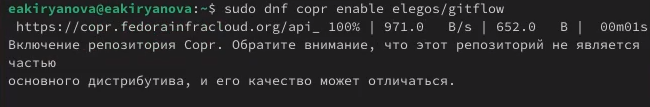 eakiryanova@eakiryanova:~$ sudo dnf copr enable elegos/gitflow
https://copr.fedorainfracloud.org/api_ 100% | 971.0   B/s | 652.0   B |  00m01s
Включение репозитория Copr. Обратите внимание, что этот репозиторий не является
частью
основного дистрибутива, и его качество может отличаться.